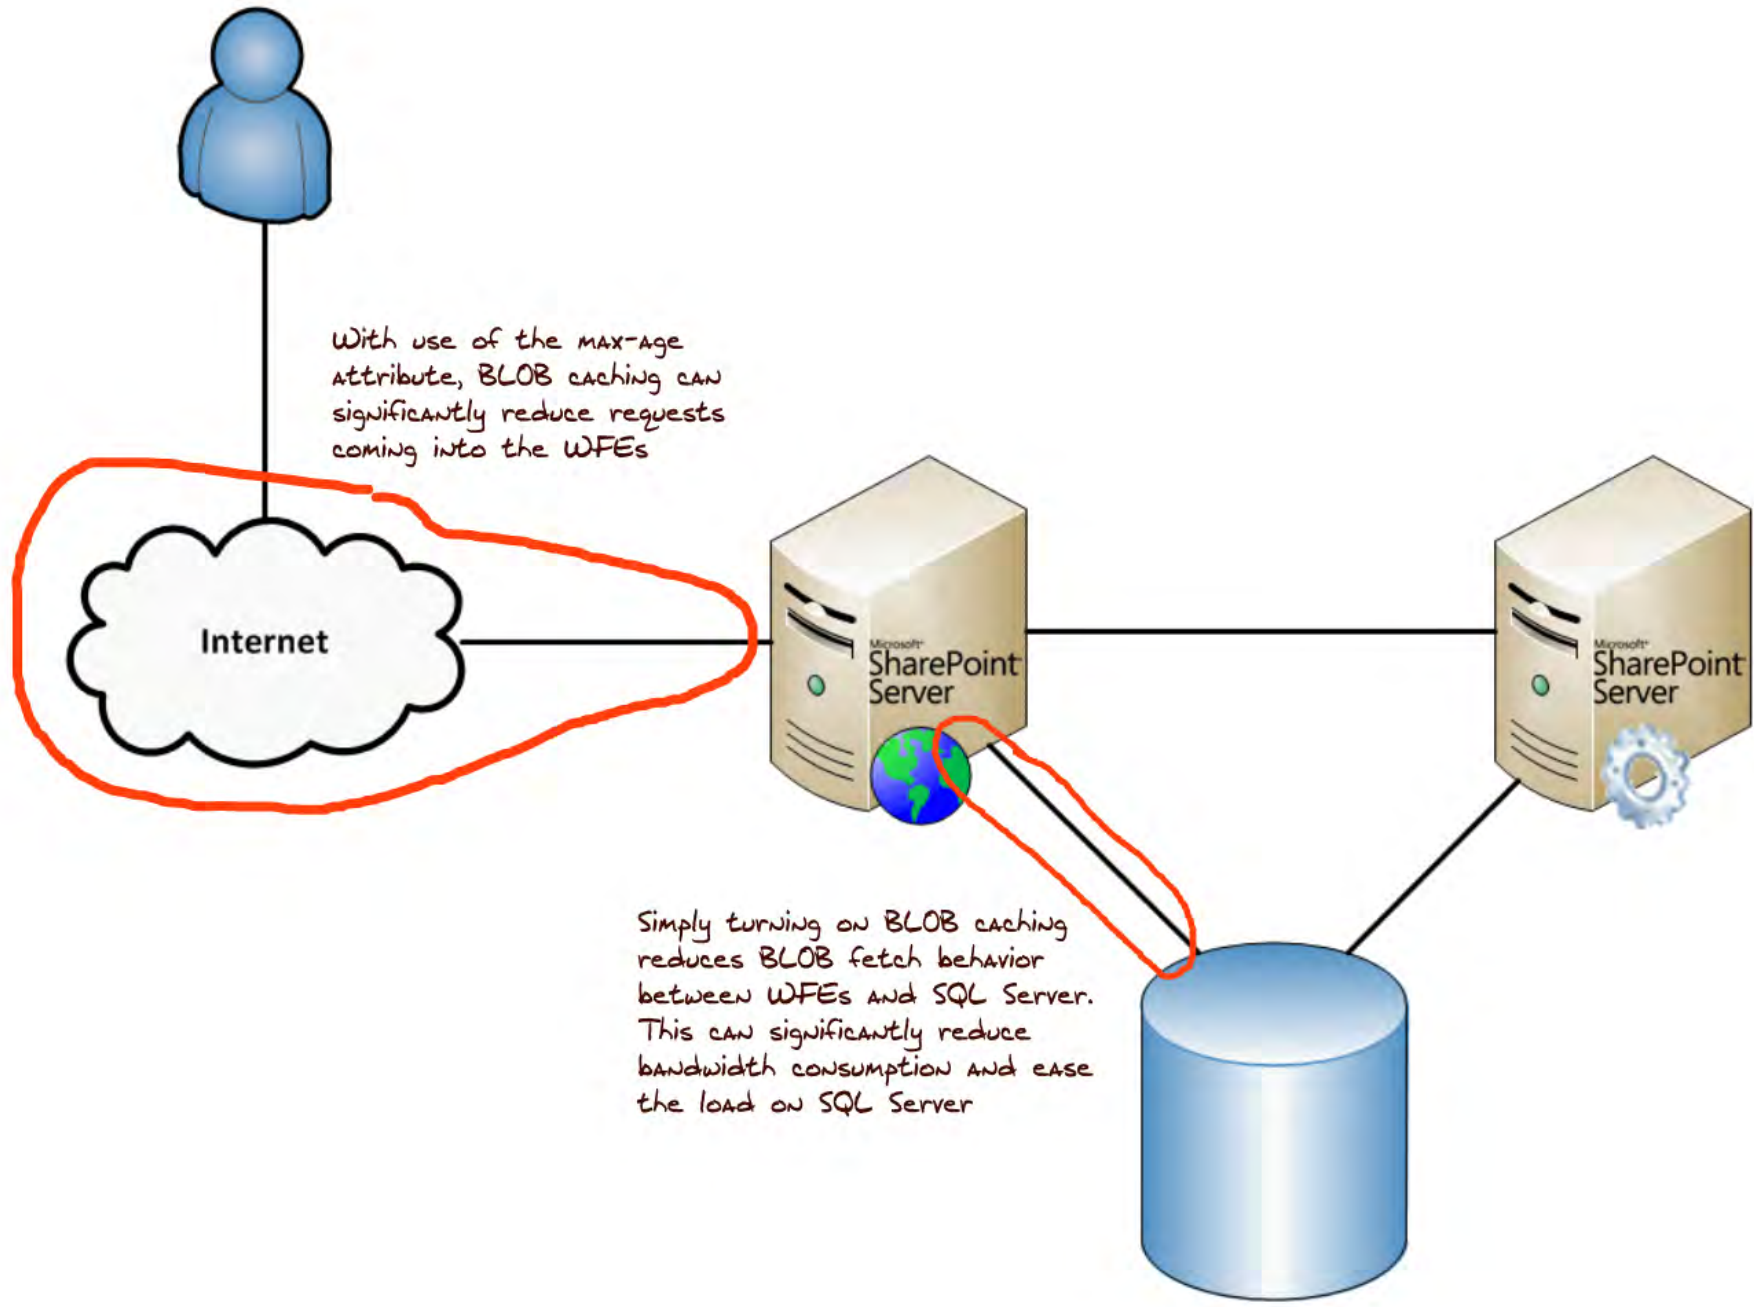 With use of the max-age
attribute, BLOB caching can
significantly reduce requests
coming into the WFEs
Internet
Microsoft®
SharePoint
Server
Microsoft®
SharePoint
Server
Simply turning on BLOB caching
reduces BLOB fetch behavior
between WFEs and SQL Server.
This can significantly reduce
bandwidth consumption and ease
the load on SQL Server